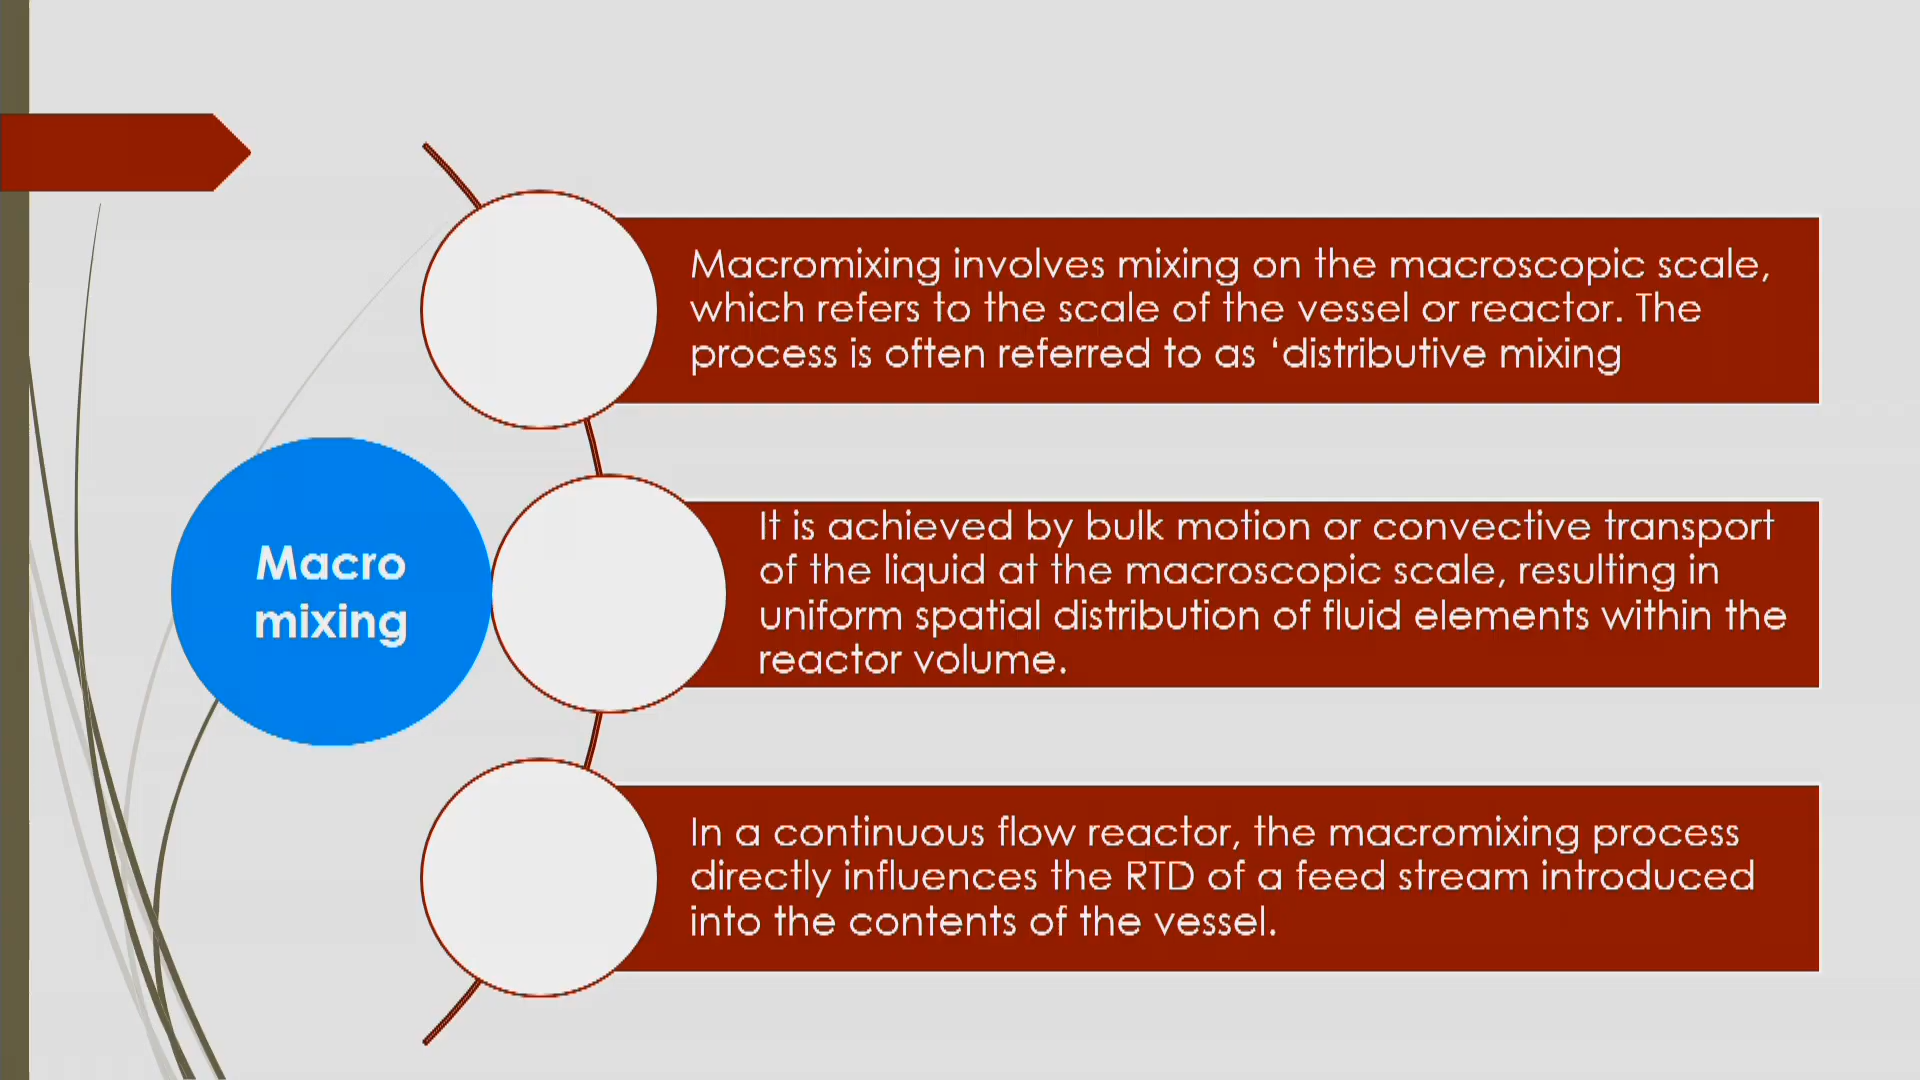 Macro
mixing
Macromixing involves mixing on the macroscopic scale,
which refers to the scale of the vessel or reactor. The
process is often referred to as ‘distributive mixing
It is achieved by bulk motion or convective transport
of the liquid at the macroscopic scale, resulting in
uniform spatial distribution of fluid elements within the
reactor volume.
In a continuous flow reactor, the macromixing process
directly influences the RTD of a feed stream introduced
into the contents of the vessel.